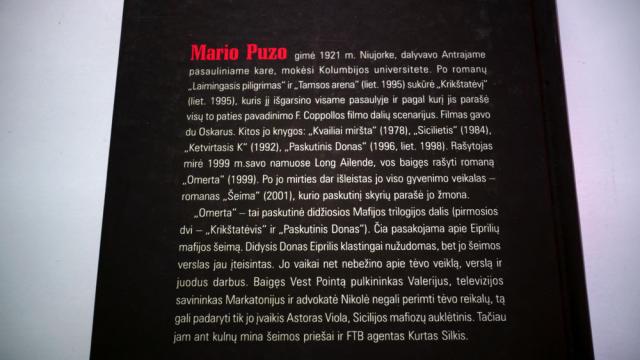 Mario Puzo gimė 1921 m. Niujorke, dalyvavo Antrajame
pasauliniame kare, mokėsi Kolumbijos universitete. Po romanų
„Laimingasis piligrimas“ ir „Tamsos arena“ (liet. 1995) sukūrė „Krikštatėvį“
(liet. 1995), kuris jį išgarsino visame pasaulyje ir pagal kurį jis parašė
visų to paties pavadinimo F. Coppollos filmo dalių scenarijus. Filmas gavo
du Oskarus. Kitos jo knygos: „Kvailiai miršta“ (1978), „Sicilietis“ (1984),
„Ketvirtasis K“ (1992), „Paskutinis Donas“ (1996, liet. 1998). Rašytojas
mirė 1999 m.savo namuose Long Ailende, vos baigęs rašyti romaną
„Omerta“ (1999). Po jo mirties dar išleistas jo viso gyvenimo veikalas –
romanas „Šeima“ (2001), kurio paskutinį skyrių parašė jo žmona.
„Omerta“ – tai paskutinė didžiosios Mafijos trilogijos dalis (pirmosios
dvi – „Krikštatėvis“ ir „Paskutinis Donas“). Čia pasakojama apie Eiprilių
mafijos šeimą. Didysis Donas Eiprilis klastingai nužudomas, bet jo šeimos
verslas jau įteisintas. Jo vaikai net nebežino apie tėvo veiklą, verslą ir
juodus darbus. Baigęs Vest Pointą pulkininkas Valerijus, televizijos
savininkas Markatonijus ir advokatė Nikolė negali perimti tėvo reikalų, tą
gali padaryti tik jo įvaikis Astoras Viola, Sicilijos mafiozų auklėtinis. Tačiau
jam ant kulnų mina šeimos priešai ir FTB agentas Kurtas Silkis.